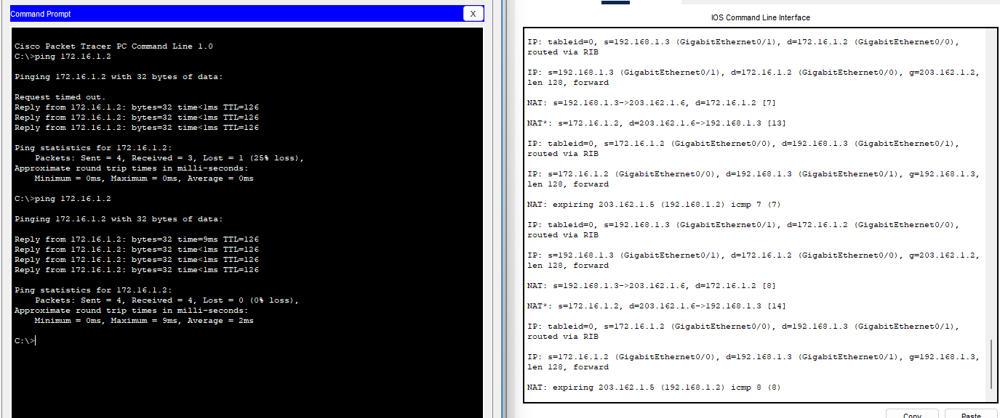 Command Prompt
X
Cisco Packet Tracer PC Command Line 1.0
C:\>ping 172.16.1.2
Pinging 172.16.1.2 with 32 bytes of data:
Request timed out.
Reply from 172.16.1.2: bytes=32 time<1ms TTL=126
Reply from 172.16.1.2: bytes=32 time<1ms TTL=126
Reply from 172.16.1.2: bytes=32 time<1ms TTL=126
Ping statistics for 172.16.1.2:
Packets: Sent = 4, Received = 3, Lost = 1 (25% loss),
Approximate round trip times in milli-seconds:
Minimum = 0ms, Maximum = 0ms, Average = 0ms
C:\>ping 172.16.1.2
Pinging 172.16.1.2 with 32 bytes of data:
Reply from 172.16.1.2: bytes=32 time=9ms TTL=126
Reply from 172.16.1.2: bytes=32 time<1ms TTL=126
Reply from 172.16.1.2: bytes=32 time<1ms TTL=126
Reply from 172.16.1.2: bytes=32 time<1ms TTL=126
Ping statistics for 172.16.1.2:
Packets: Sent = 4, Received = 4, Lost = 0 (0% loss),
Approximate round trip times in milli-seconds:
Minimum = 0ms, Maximum = 9ms, Average = 2ms
C:\>
IOS Command Line Interface
IP: tableid=0, s=192.168.1.3 (GigabitEthernet0/1), d=172.16.1.2 (GigabitEthernet0/0),
routed via RIB
IP: s=192.168.1.3 (GigabitEthernet0/1), d=172.16.1.2 (GigabitEthernet0/0), g=203.162.1.2,
len 128, forward
NAT: s=192.168.1.3->203.162.1.6, d=172.16.1.2 [7]
NAT*: s=172.16.1.2, d=203.162.1.6->192.168.1.3 [13]
IP: tableid=0, s=172.16.1.2 (GigabitEthernet0/0), d=192.168.1.3 (GigabitEthernet0/1),
routed via RIB
IP: s=172.16.1.2 (GigabitEthernet0/0), d=192.168.1.3 (GigabitEthernet0/1), g=192.168.1.3,
len 128, forward
NAT: expiring 203.162.1.5 (192.168.1.2) icmp 7 (7)
IP: tableid=0, s=192.168.1.3 (GigabitEthernet0/1), d=172.16.1.2 (GigabitEthernet0/0),
routed via RIB
IP: s=192.168.1.3 (GigabitEthernet0/1), d=172.16.1.2 (GigabitEthernet0/0), g=203.162.1.2,
len 128, forward
NAT: s=192.168.1.3->203.162.1.6, d=172.16.1.2 [8]
NAT*: s=172.16.1.2, d=203.162.1.6->192.168.1.3 [14]
IP: tableid=0, s=172.16.1.2 (GigabitEthernet0/0), d=192.168.1.3 (GigabitEthernet0/1),
routed via RIB
IP: s=172.16.1.2 (GigabitEthernet0/0), d=192.168.1.3 (GigabitEthernet0/1), g=192.168.1.3,
len 128, forward
NAT: expiring 203.162.1.5 (192.168.1.2) icmp 8 (8)
Copy
Paste